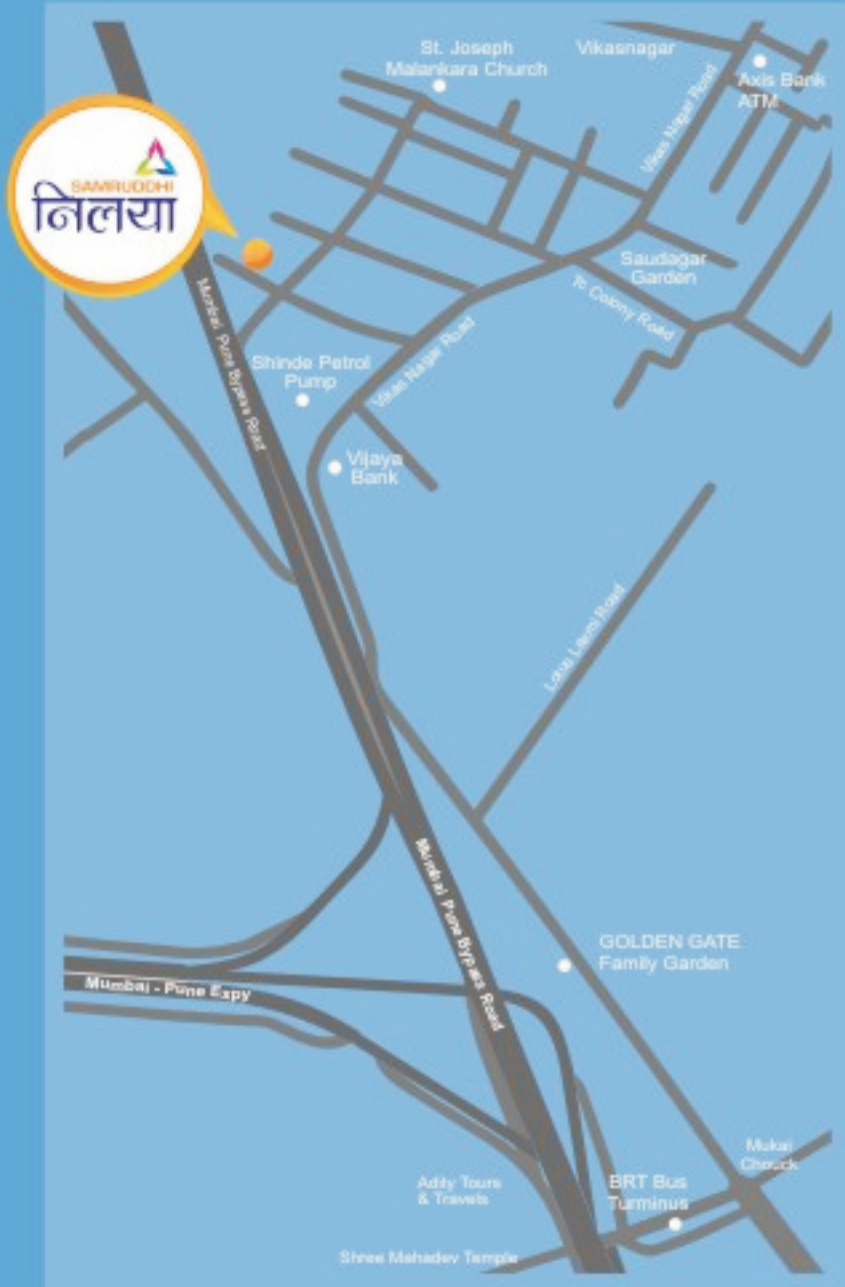 St. Joseph
Malankara Church
Vikasnagar
Axis Bank
ATM
Vikas Nagar Road
SAMRUDDHI
निलया
Saudagar
Garden
To Colony Road
Mumbai Pune Bypass Road
Shinde Petrol
Pump
Vikas Nagar Road
Vijaya
Bank
Lotus Laxmi Road
Mumbai Pune Bypass Road
GOLDEN GATE
Family Garden
Mumbai - Pune Expy
Mukai
Chouck
Adity Tours
& Travels
BRT Bus
Turminus
Shree Mahadev Temple